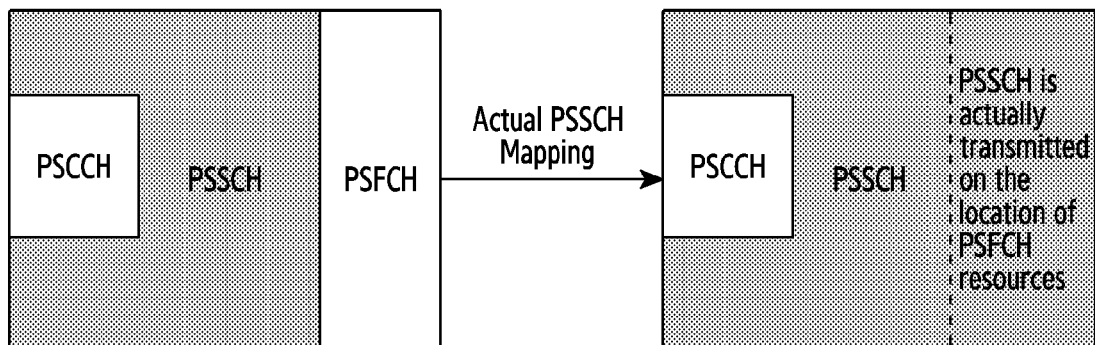 PSCCH
PSSCH
PSFCH
Actual PSSCH
Mapping
PSCCH
PSSCH
PSSCH is
actually
transmitted
on the
location of
PSFCH
resources